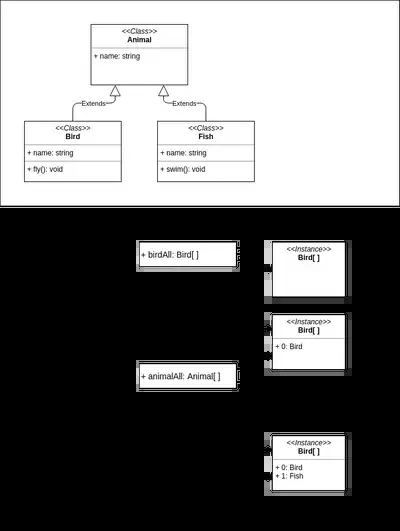 <<Class>>
Animal
+ name: string
Extends
Extends
<<Class>>
Bird
+ name: string
+ fly(): void
<<Class>>
Fish
+ name: string
+ swim(): void
+ birdAll: Bird[ ]
<<Instance>>
Bird[ ]
<<Instance>>
Bird[ ]
+ 0: Bird
+ animalAll: Animal[ ]
<<Instance>>
Bird[ ]
+ 0: Bird
+ 1: Fish